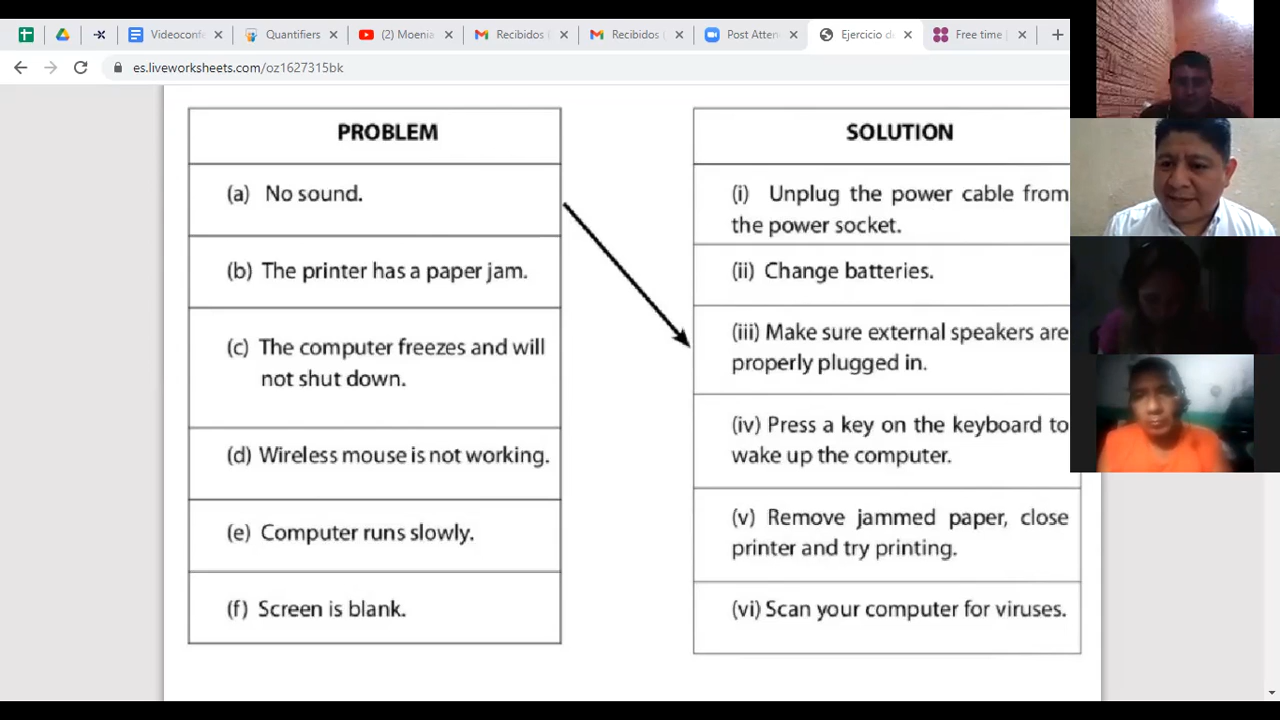 Videoconf
Quantifiers
(2) Moenia
Recibidos
Recibidos (
Post Atten
Ejercicio de
Free time |
es.liveworksheets.com/oz1627315bk
PROBLEM
(a) No sound.
(b) The printer has a paper jam.
(c) The computer freezes and will
not shut down.
(d) Wireless mouse is not working.
(e) Computer runs slowly.
(f) Screen is blank.
SOLUTION
(i) Unplug the power cable from
the power socket.
(ii) Change batteries.
(iii) Make sure external speakers are
properly plugged in.
(iv) Press a key on the keyboard to
wake up the computer.
(v) Remove jammed paper, close
printer and try printing.
(vi) Scan your computer for viruses.